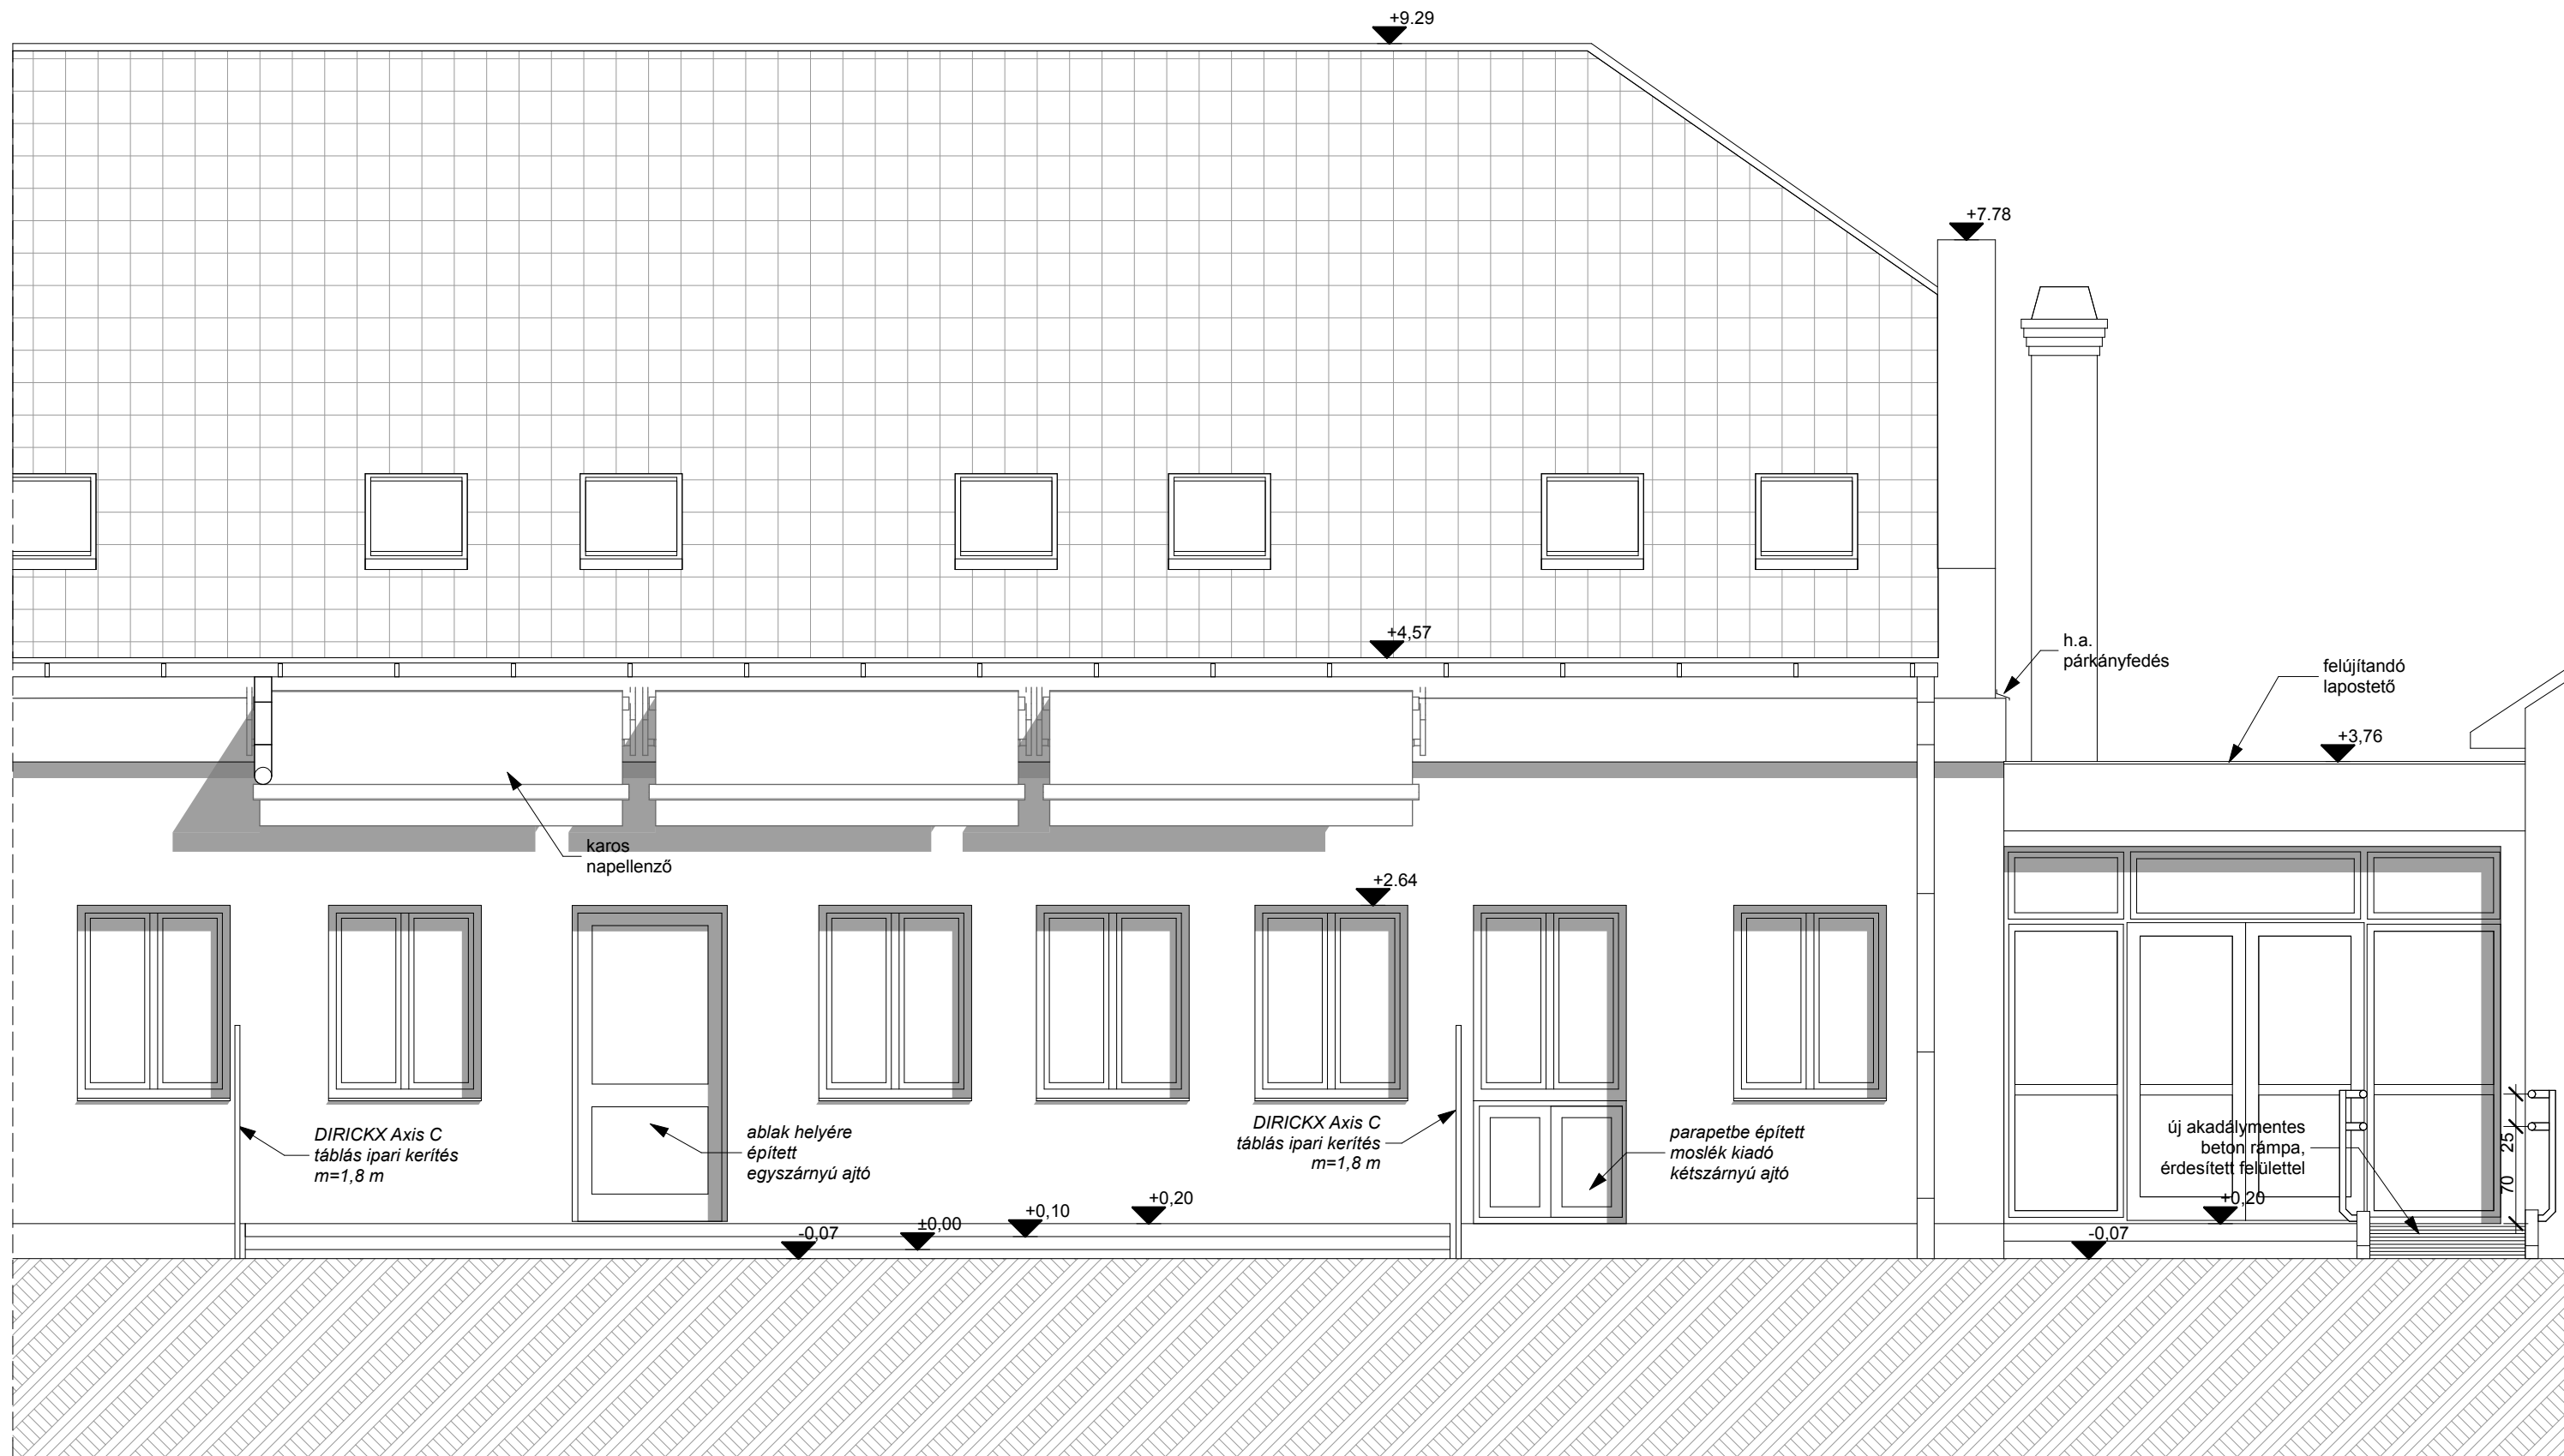 +9.29
+7.78
+4,57
h.a.
párkányfedés
felújítandó
lapostető
+3,76
karos
napellenző
+2.64
DIRICKX Axis C
táblás ipari kerítés
m=1,8 m
ablak helyére
épített
egyszárnyú ajtó
DIRICKX Axis C
táblás ipari kerítés
m=1,8 m
parapetbe épített
moslék kiadó
kétszárnyú ajtó
új akadálymentes
beton rámpa,
érdesített felülettel
25
70
-0,07
±0,00
+0,10
+0,20
+0,20
-0,07